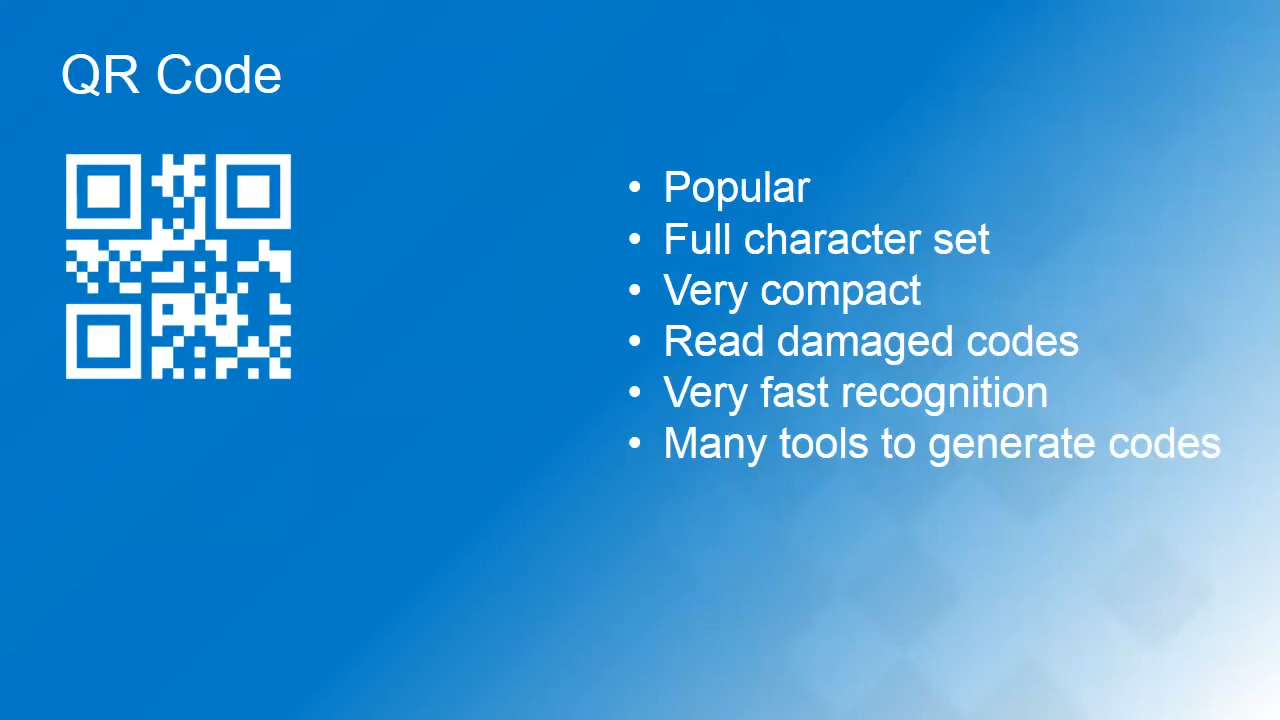 QR Code
• Popular
• Full character set
• Very compact
• Read damaged codes
• Very fast recognition
• Many tools to generate codes